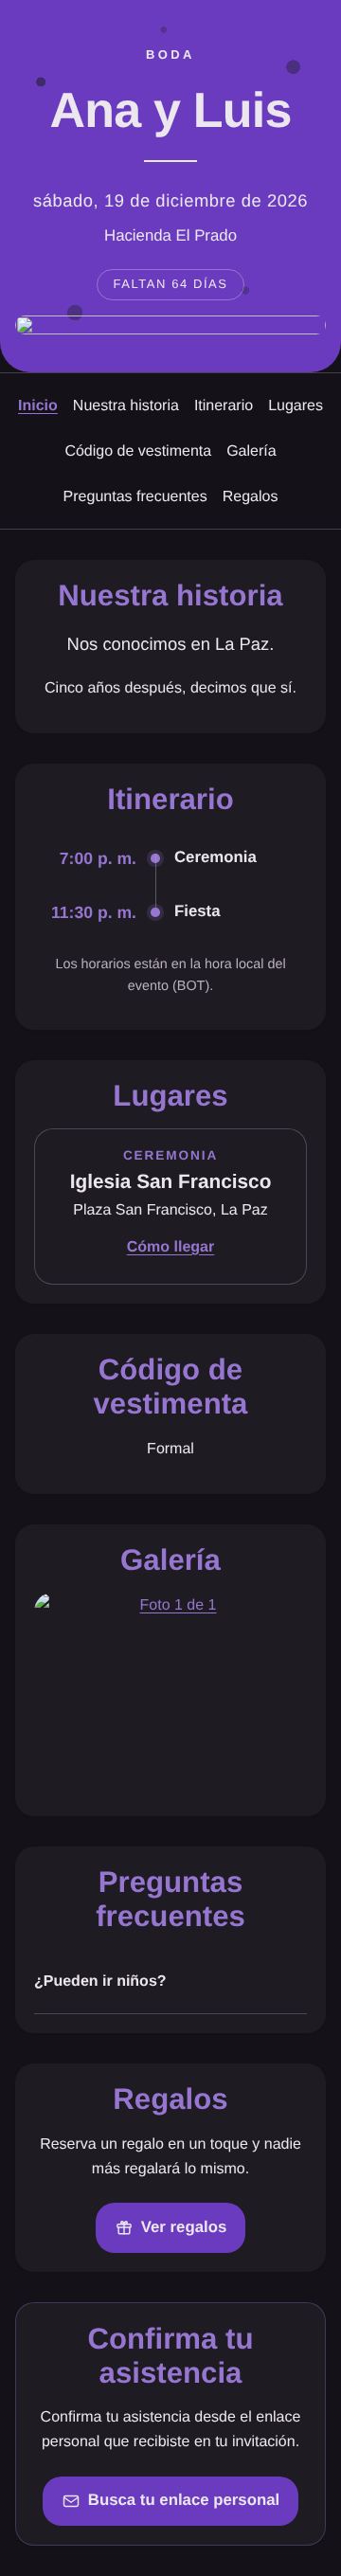 BODA
Ana y Luis
sábado, 19 de diciembre de 2026
Hacienda El Prado
FALTAN 64 DÍAS
Inicio Nuestra historia Itinerario Lugares
Código de vestimenta Galería
Preguntas frecuentes Regalos
Nuestra historia
Nos conocimos en La Paz.
Cinco años después, decimos que sí.
Itinerario
7:00 p. m. Ceremonia
11:30 p. m. Fiesta
Los horarios están en la hora local del
evento (BOT).
Lugares
CEREMONIA
Iglesia San Francisco
Plaza San Francisco, La Paz
Cómo llegar
Código de
vestimenta
Formal
Galería
Foto 1 de 1
Preguntas
frecuentes
¿Pueden ir niños?
Regalos
Reserva un regalo en un toque y nadie
más regalará lo mismo.
Ver regalos
Confirma tu
asistencia
Confirma tu asistencia desde el enlace
personal que recibiste en tu invitación.
Busca tu enlace personal